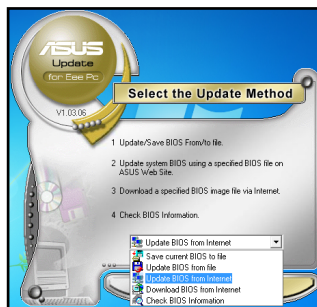 ASUS
Update
for Eee Pc
V1.03.06
Select the Update Method
1 Update/Save BIOS From/to file.
2 Update system BIOS using a specified BIOS file on
ASUS Web Site.
3 Download a specified BIOS image file via Internet.
4 Check BIOS Information.
Update BIOS from Internet
Save current BIOS to file
Update BIOS from file
Update BIOS from Internet
Download BIOS from Internet
Check BIOS Information